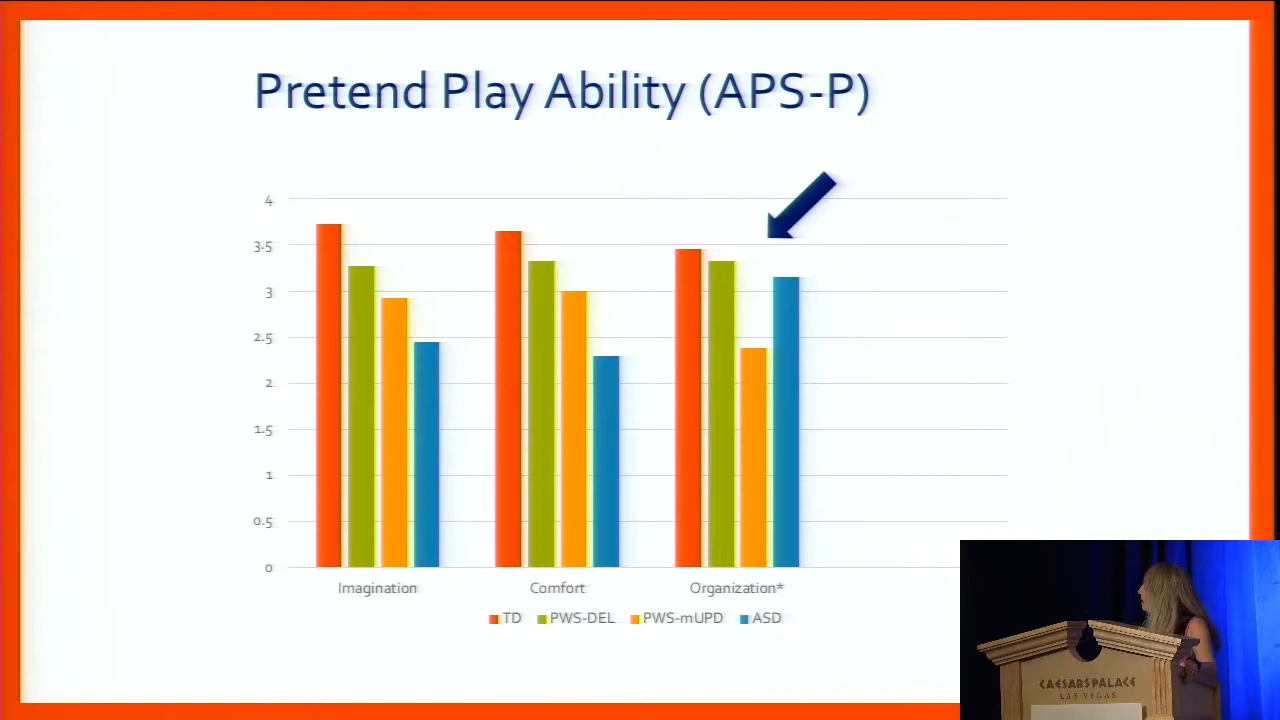 Pretend Play Ability (APS-P)
4
3.5
3
2.5
2
1.5
1
0.5
0
Imagination Comfort Organization*
TD PWS-DEL PWS-mUPD ASD
CAESARS PALACE
LAS VEGAS